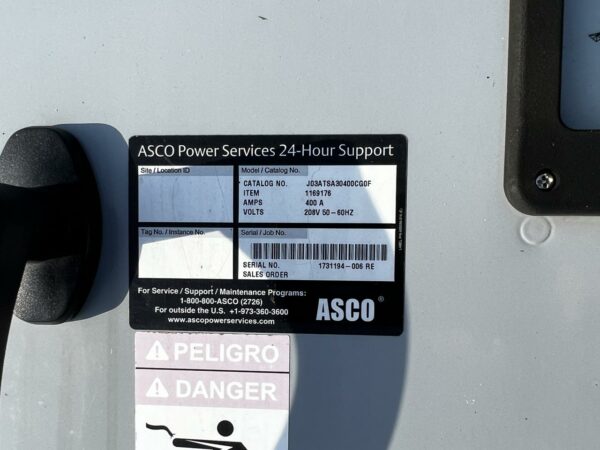 ASCO Power Services 24-Hour Support
Site / Location ID
Model / Catalog No.
CATALOG NO. J03ATSA30400CG0F
ITEM 1169176
AMPS 400 A
VOLTS 208V 50-60HZ
Tag No. / Instance No.
Serial / Job No.
SERIAL NO. 1731194-006 RE
SALES ORDER
For Service / Support / Maintenance Programs:
1-800-800-ASCO (2726)
For outside the U.S. +1-973-360-3600
www.ascopowerservices.com
ASCO®
PELIGRO
DANGER